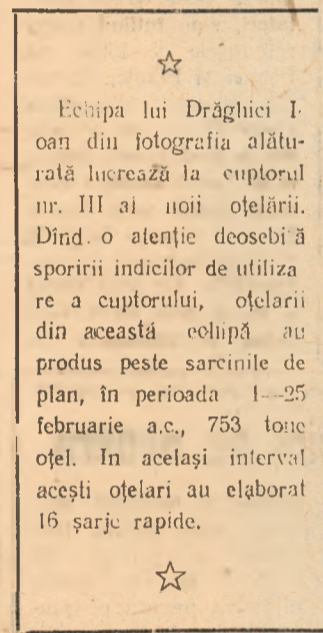 ☆
Echipa lui Drăghici I-
oan din fotografia alătu-
rată lucrează la cuptorul
nr. III al noii oțelării.
Dînd o atenție deosebi ă
sporirii indicilor de utiliza
re a cuptorului, oțelarii
din această echipă au
produs peste sarcinile de
plan, în perioada 1—25
februarie a.c., 753 tone
oțel. In același interval
acești oțelari au elaborat
16 șarje rapide.
☆